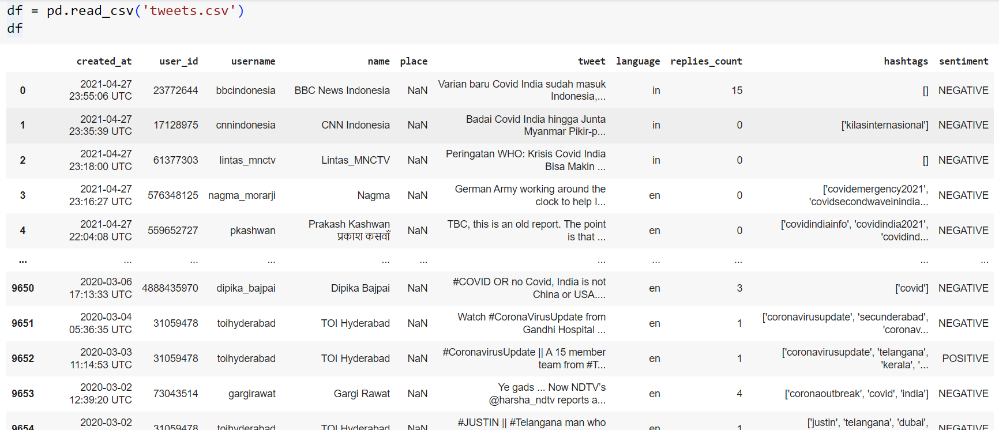 df = pd.read_csv('tweets.csv')
df
created_at user_id username name place tweet language replies_count hashtags sentiment
0 2021-04-27 23:55:06 UTC 23772644 bbcindonesia BBC News Indonesia NaN Varian baru Covid India sudah masuk Indonesia,... in 15 [] NEGATIVE
1 2021-04-27 23:35:39 UTC 17128975 cnnindonesia CNN Indonesia NaN Badai Covid India hingga Junta Myanmar Pikir-p... in 0 ['kilasinternasional'] NEGATIVE
2 2021-04-27 23:18:00 UTC 61377303 lintas_mnctv Lintas_MNCTV NaN Peringatan WHO: Krisis Covid India Bisa Makin ... in 0 [] NEGATIVE
3 2021-04-27 23:16:27 UTC 576348125 nagma_morarji Nagma NaN German Army working around the clock to help I... en 0 ['covidemergency2021', 'covidsecondwaveinindia... NEGATIVE
4 2021-04-27 22:04:08 UTC 559652727 pkashwan Prakash Kashwan प्रकाश कसवाँ NaN TBC, this is an old report. The point is that ... en 0 ['covidindiainfo', 'covidindia2021', 'covidind... NEGATIVE
... ... ... ... ... ... ... ... ... ... ...
9650 2020-03-06 17:13:33 UTC 4888435970 dipika_bajpai Dipika Bajpai NaN #COVID OR no Covid, India is not China or USA.... en 3 ['covid'] NEGATIVE
9651 2020-03-04 05:36:35 UTC 31059478 toihyderabad TOI Hyderabad NaN Watch #CoronaVirusUpdate from Gandhi Hospital ... en 1 ['coronavirusupdate', 'secunderabad', 'coronav... NEGATIVE
9652 2020-03-03 11:14:53 UTC 31059478 toihyderabad TOI Hyderabad NaN #CoronavirusUpdate || A 15 member team from #T... en 1 ['coronavirusupdate', 'telangana', 'kerala', '... POSITIVE
9653 2020-03-02 12:39:20 UTC 73043514 gargirawat Gargi Rawat NaN Ye gads ... Now NDTV’s @harsha_ndtv reports a... en 4 ['coronaoutbreak', 'covid', 'india'] NEGATIVE
9654 2020-03-02 31059478 toihyderabad TOI Hyderabad NaN #JUSTIN || #Telangana man who en 1 ['justin', 'telangana', 'dubai', NEGATIVE